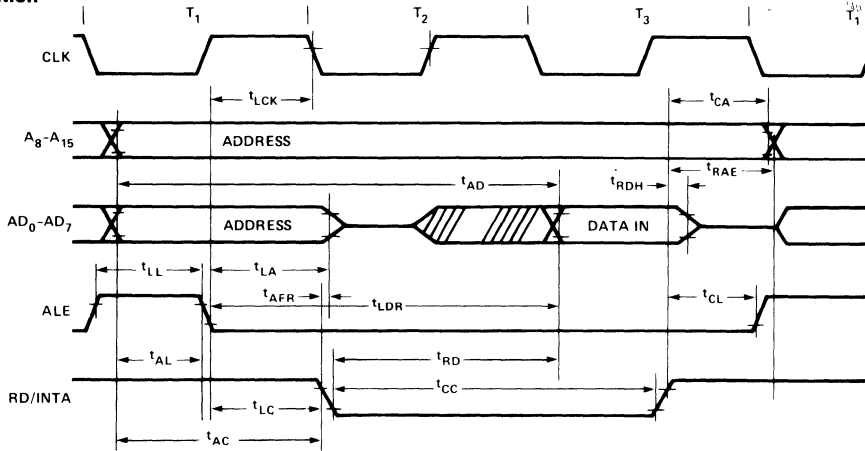 T1 T2 T3 T1
CLK
tLCK tCA
A8-A15 ADDRESS
tRAE
tAD tRDH
AD0-AD7 ADDRESS DATA IN
tLL tLA
tAFR tLDR tCL
ALE
tAL tRD
tCC
RD/INTA
tLC
tAC